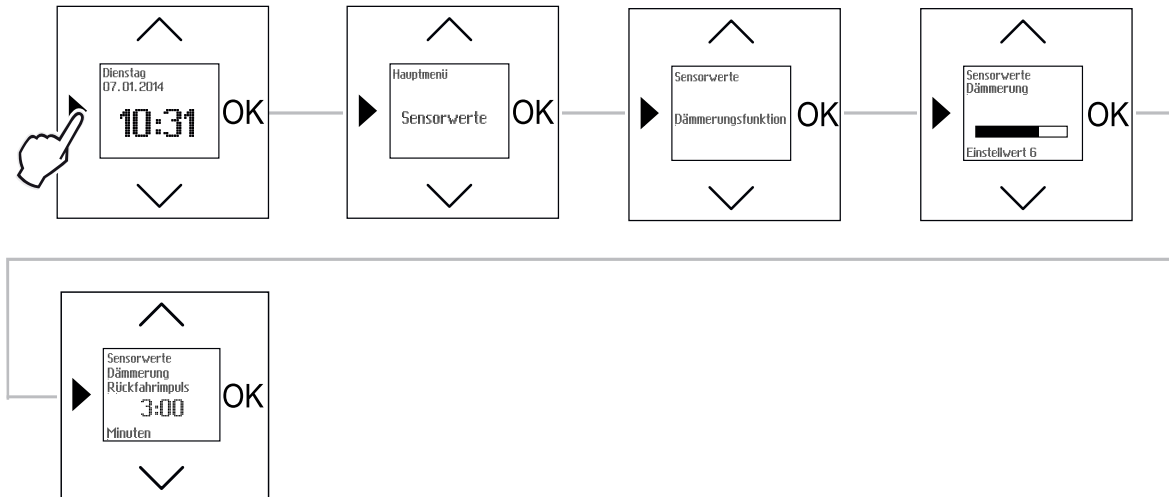 Dienstag
07.01.2014
10:31
OK
Hauptmenü
Sensorwerte
OK
Sensorwerte
Dämmerungsfunktion
OK
Sensorwerte
Dämmerung
Einstellwert 6
OK
Sensorwerte
Dämmerung
Rückfahrimpuls
3:00
Minuten
OK